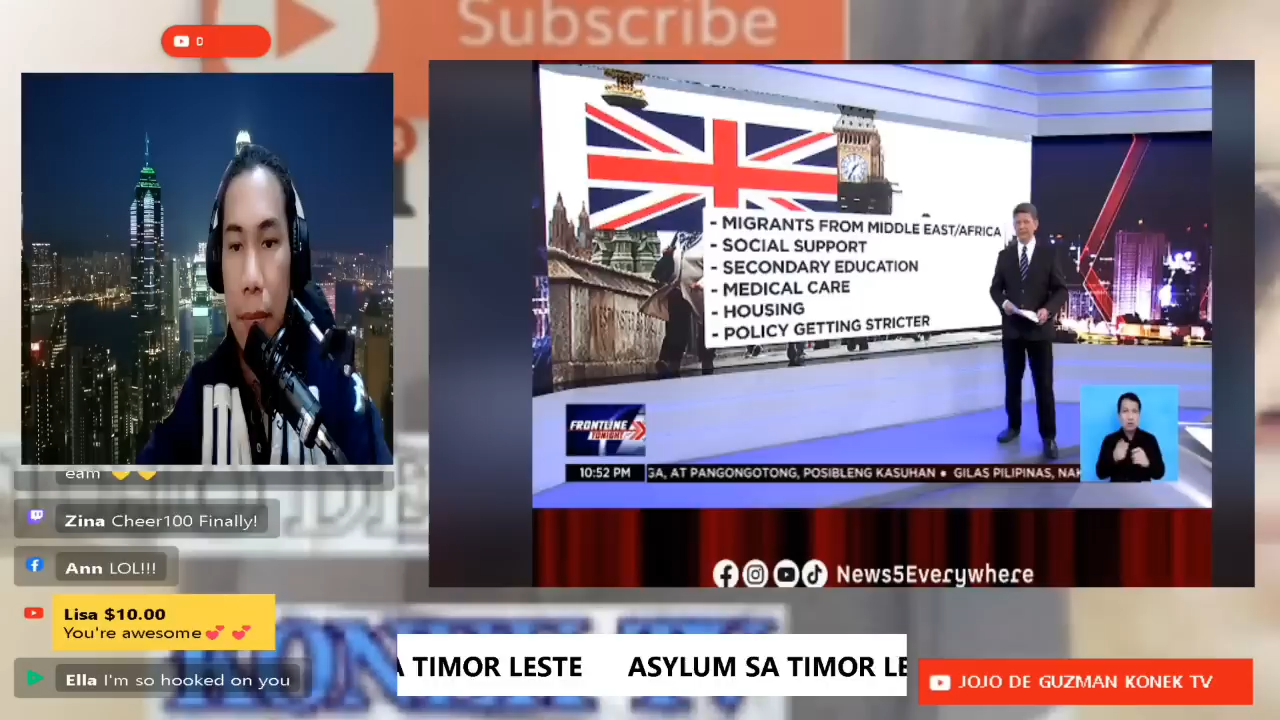 Subscribe
D
- MIGRANTS FROM MIDDLE EAST/AFRICA
- SOCIAL SUPPORT
- SECONDARY EDUCATION
- MEDICAL CARE
- HOUSING
- POLICY GETTING STRICTER
FRONTLINE
TONIGHT
10:52 PM
GA, AT PANGONGOTONG, POSIBLENG KASUHAN • GILAS PILIPINAS, NA
eam 💛 💛
Zina Cheer100 Finally!
Ann LOL!!!
Lisa $10.00
You're awesome 💕 💕
Ella I'm so hooked on you
News5Everywhere
A TIMOR LESTE ASYLUM SA TIMOR LE
JOJO DE GUZMAN KONEK TV
KONEK TV